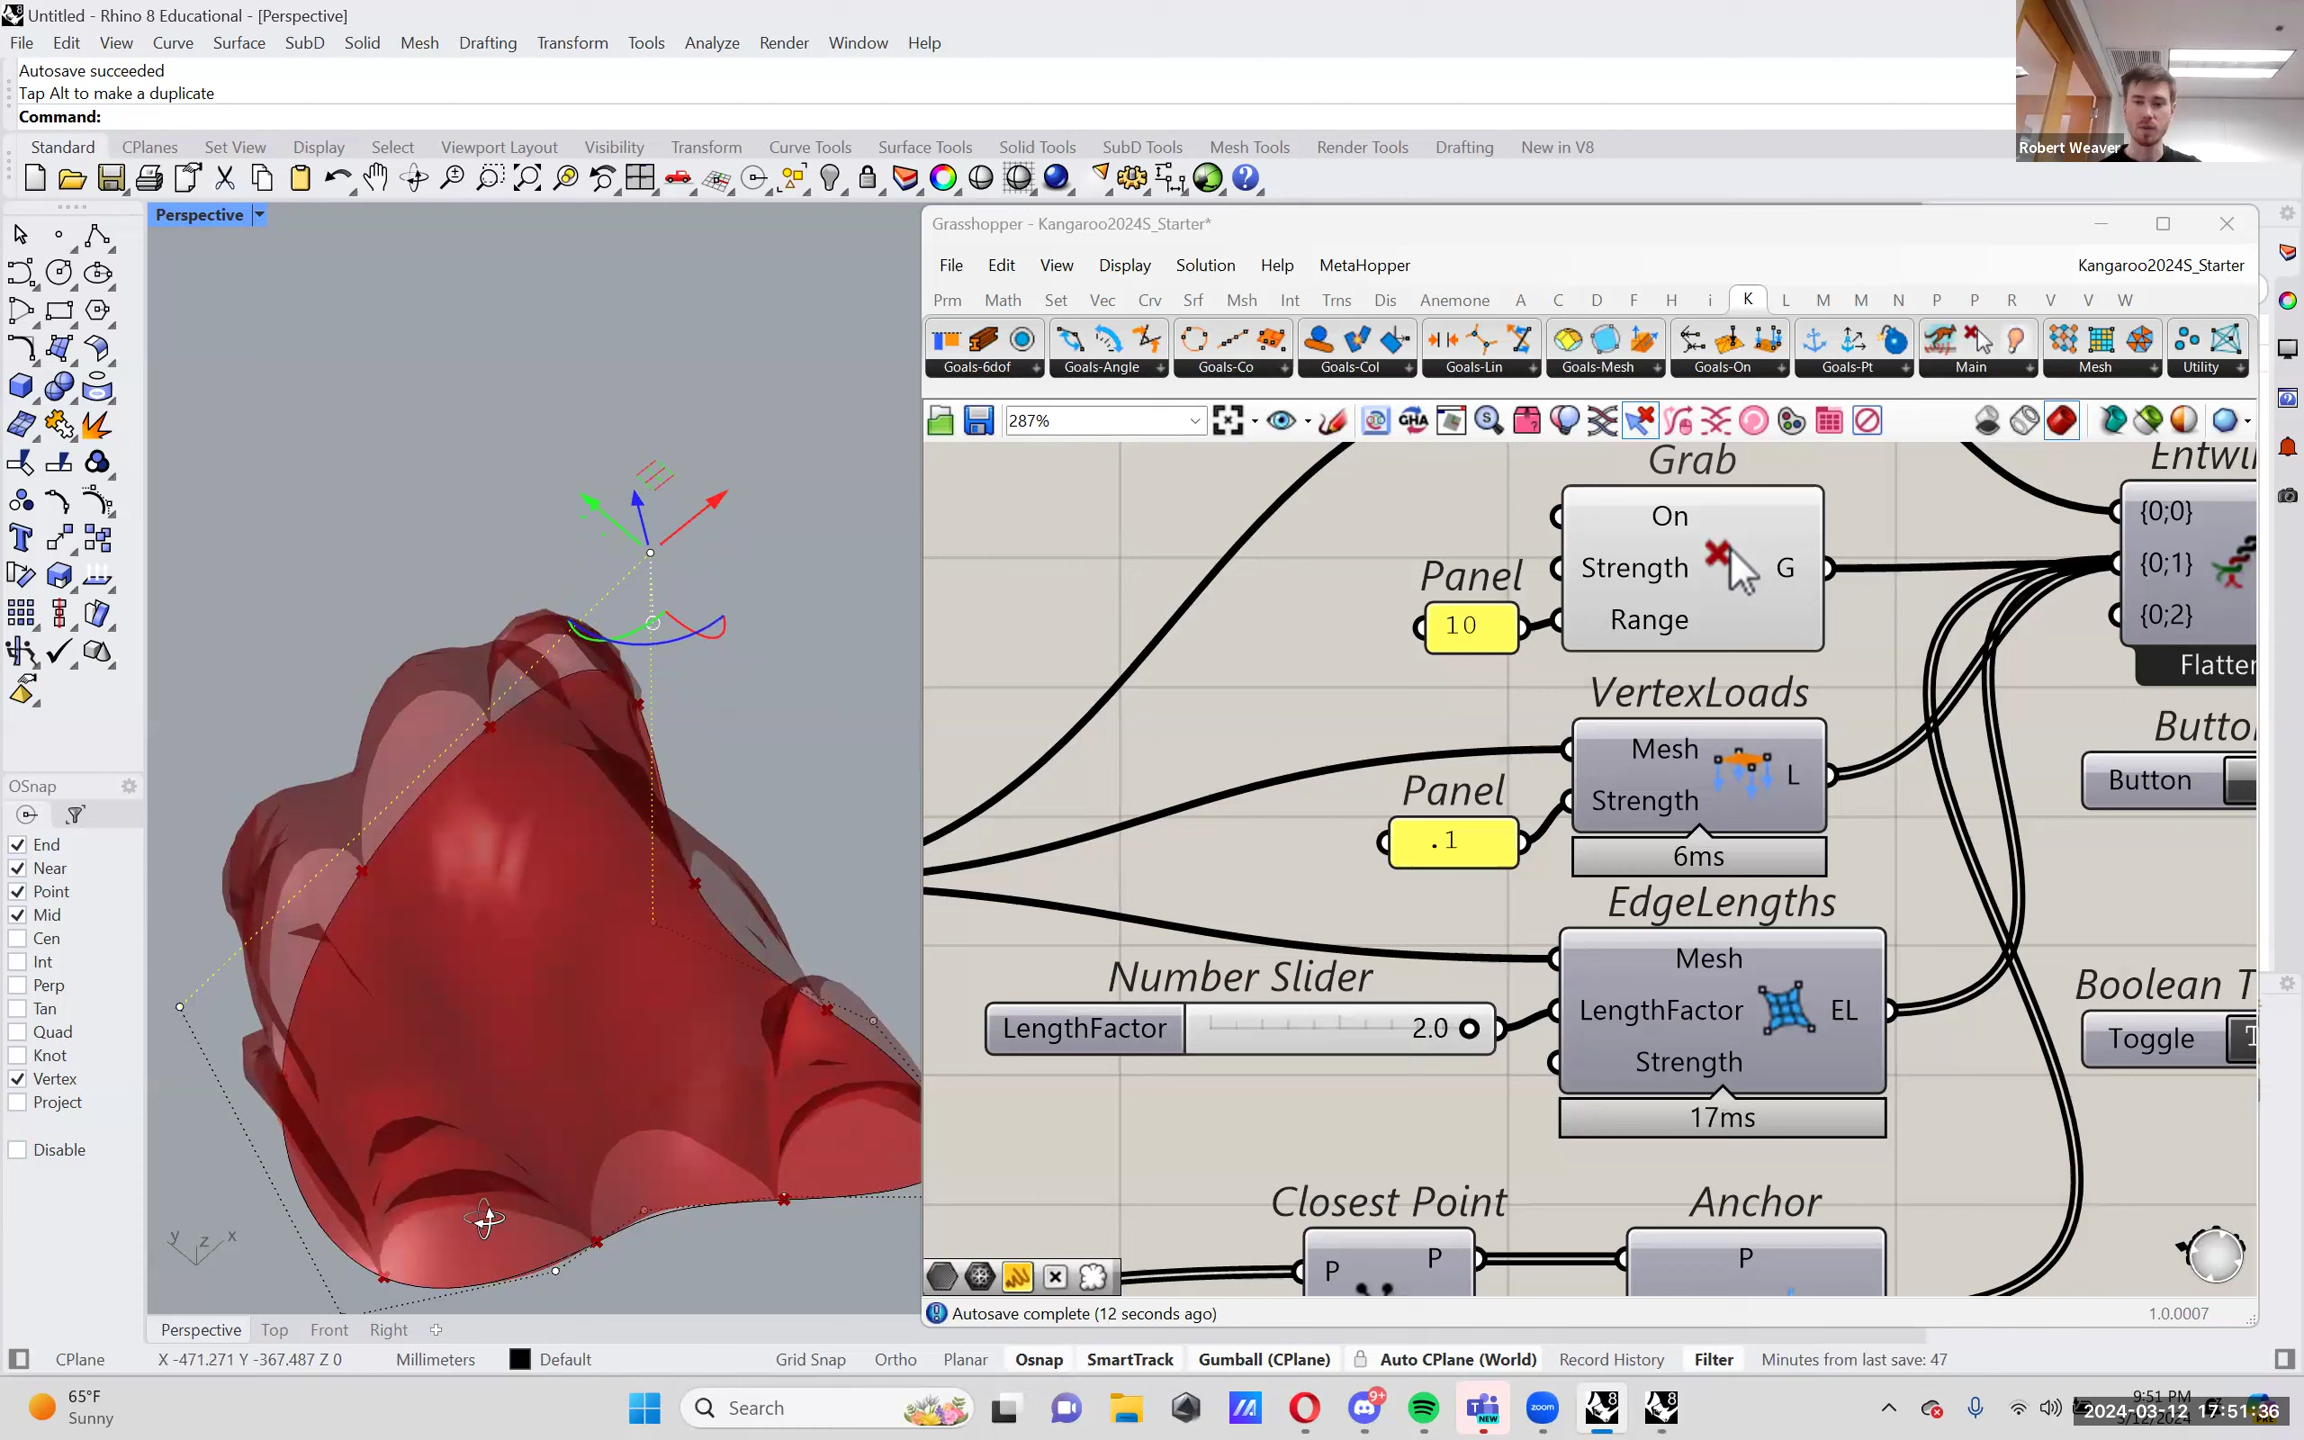 Untitled - Rhino 8 Educational - [Perspective]
File Edit View Curve Surface SubD Solid Mesh Drafting Transform Tools Analyze Render Window Help
Autosave succeeded
Tap Alt to make a duplicate
Command:
Robert Weaver
Standard CPlanes Set View Display Select Viewport Layout Visibility Transform Curve Tools Surface Tools Solid Tools SubD Tools Mesh Tools Render Tools Drafting New in V8
Perspective
Grasshopper - Kangaroo2024S_Starter*
File Edit View Display Solution Help MetaHopper
Kangaroo2024S_Starter
Prm Math Set Vec Crv Srf Msh Int Trns Dis Anemone A C D F H i K L M M N P P R V V W
Goals-6dof Goals-Angle Goals-Co Goals-Col Goals-Lin Goals-Mesh Goals-On Goals-Pt Main Mesh Utility
287%
GHA
Grab
On
Strength
G
Range
Panel
10
{0;0}
{0;1}
{0;2}
VertexLoads
Mesh
Strength
L
Panel
.1
6ms
Button
EdgeLengths
Mesh
LengthFactor
EL
Strength
17ms
Number Slider
LengthFactor
2.0
Boolean T
Toggle
Closest Point
P
P
Anchor
P
OSnap
End
Near
Point
Mid
Cen
Int
Perp
Tan
Quad
Knot
Vertex
Project
Disable
y z x
Autosave complete (12 seconds ago)
1.0.0007
Perspective Top Front Right
CPlane X -471.271 Y -367.487 Z 0 Millimeters Default Grid Snap Ortho Planar Osnap SmartTrack Gumball (CPlane) Auto CPlane (World) Record History Filter Minutes from last save: 47
65°F
Sunny
Search
9+
NEW
zoom
8
8
9:51 PM
2024-03-12 17:51:36